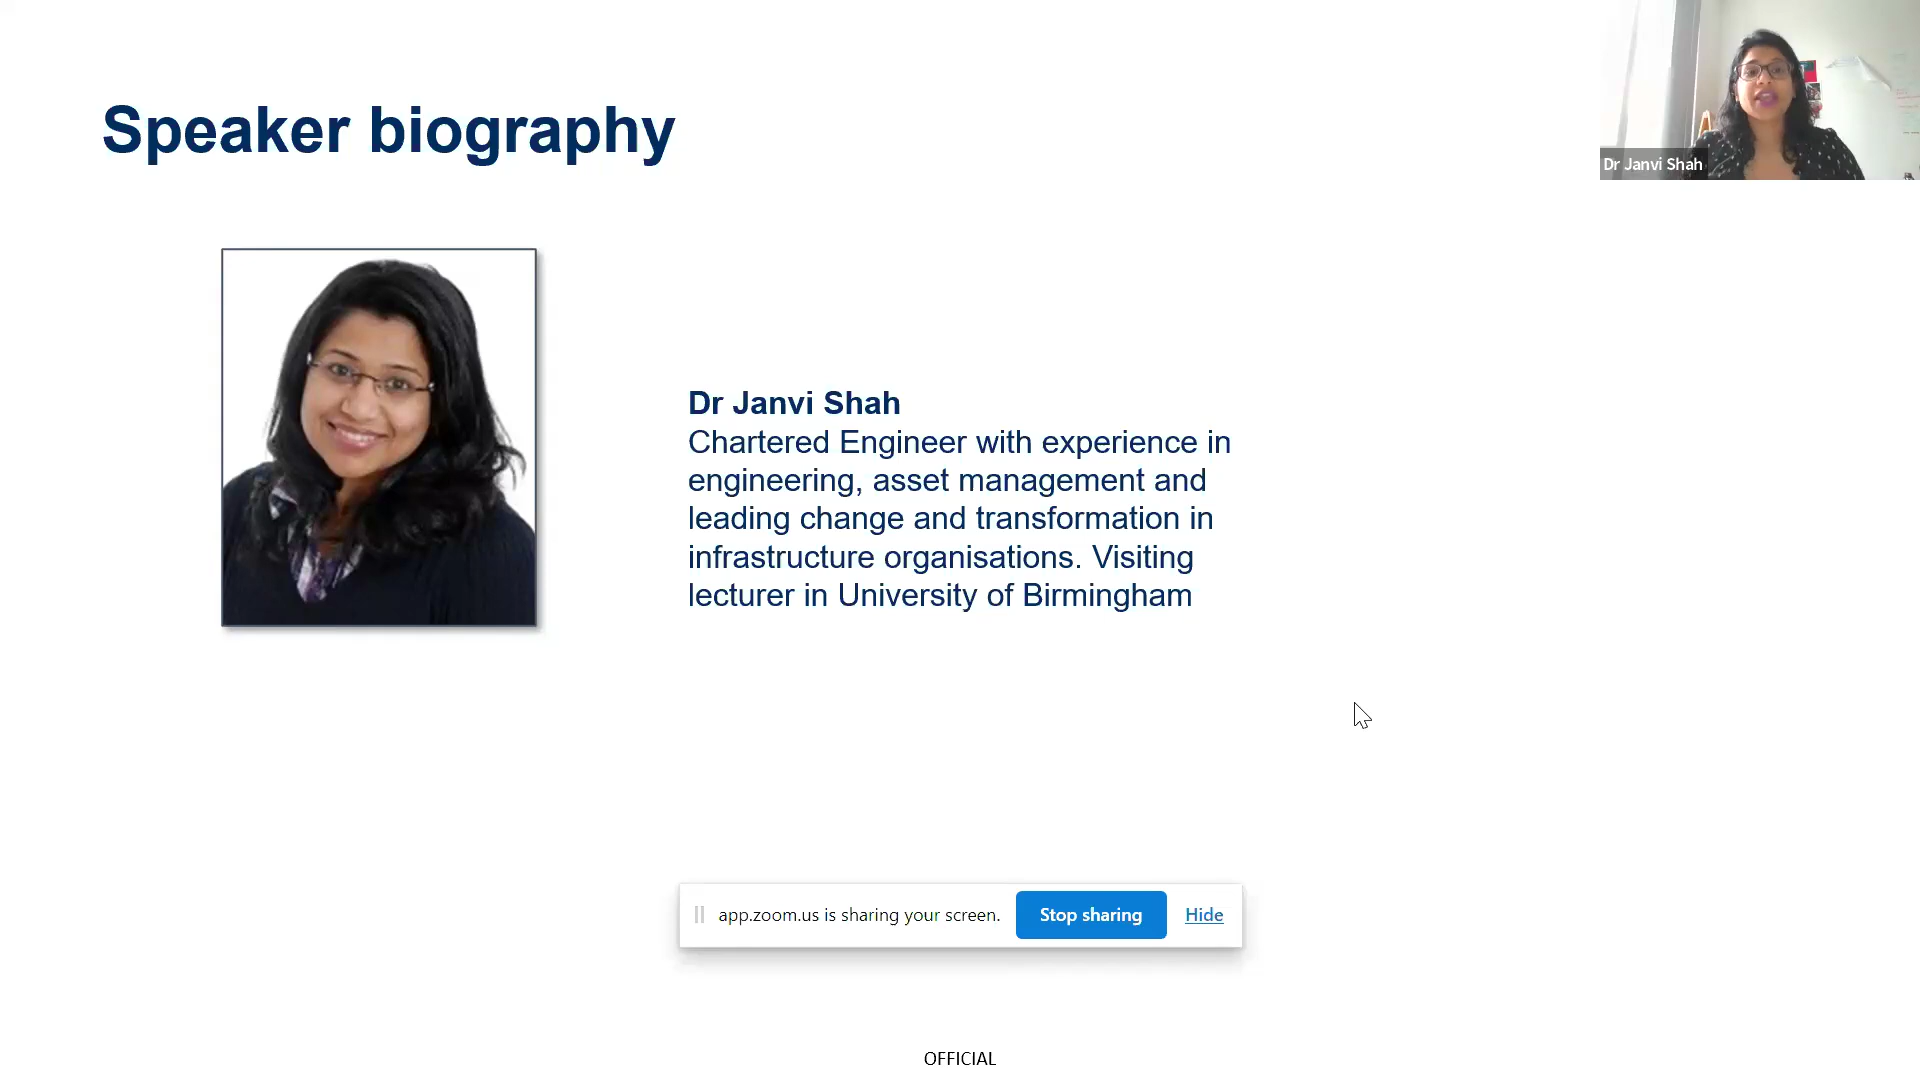 Speaker biography
Dr Janvi Shah
Dr Janvi Shah
Chartered Engineer with experience in
engineering, asset management and
leading change and transformation in
infrastructure organisations. Visiting
lecturer in University of Birmingham
app.zoom.us is sharing your screen.
Stop sharing
Hide
OFFICIAL